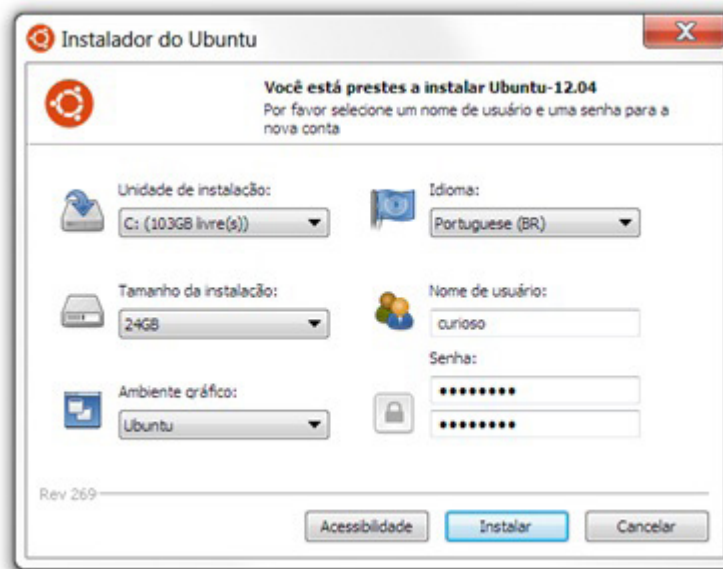 Instalador do Ubuntu
X
Você está prestes a instalar Ubuntu-12.04
Por favor selecione um nome de usuário e uma senha para a
nova conta
Unidade de instalação:
C: (103GB livre(s))
Tamanho da instalação:
24GB
Ambiente gráfico:
Ubuntu
Idioma:
Portuguese (BR)
Nome de usuário:
curioso
Senha:
••••••••
••••••••
Rev 269
Acessibilidade
Instalar
Cancelar